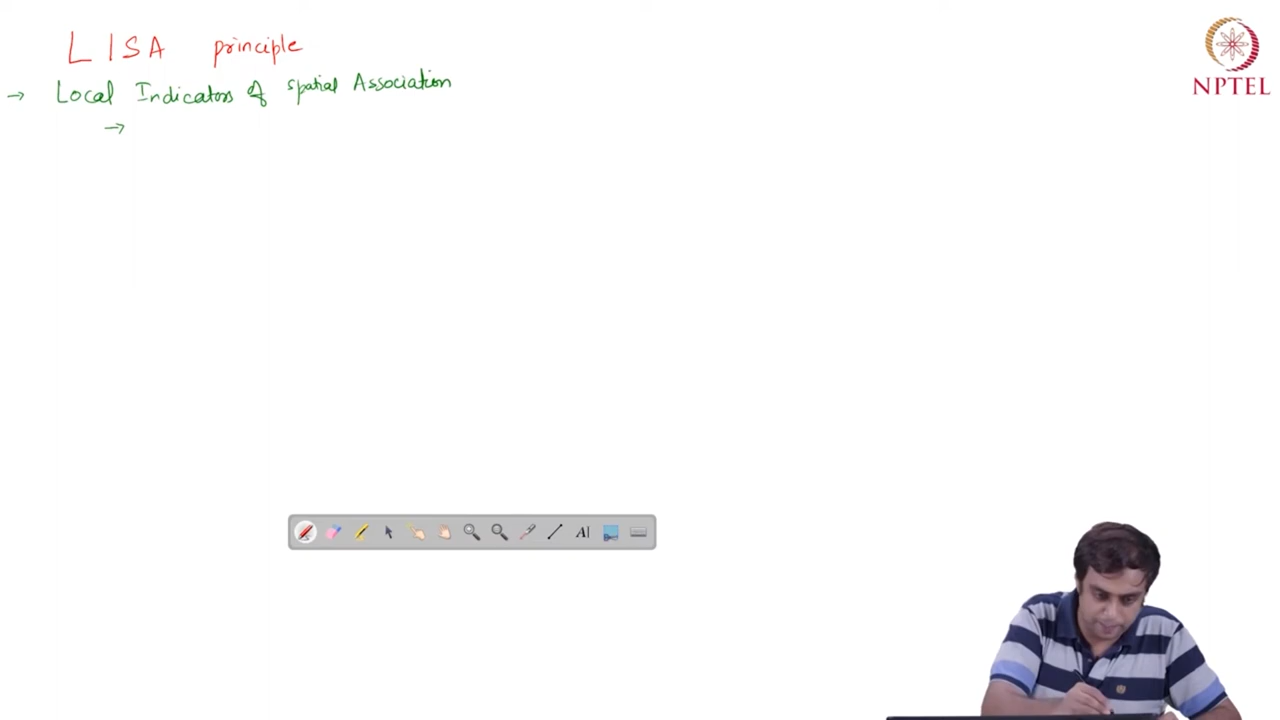 LISA principle
→ Local Indicators of spatial Association
→
NPTEL
A